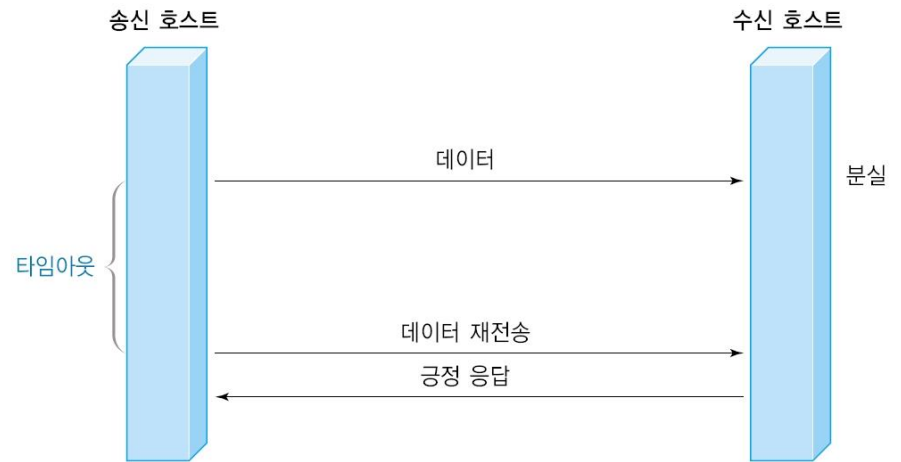 송신 호스트
수신 호스트
데이터
분실
타임아웃
데이터 재전송
긍정 응답